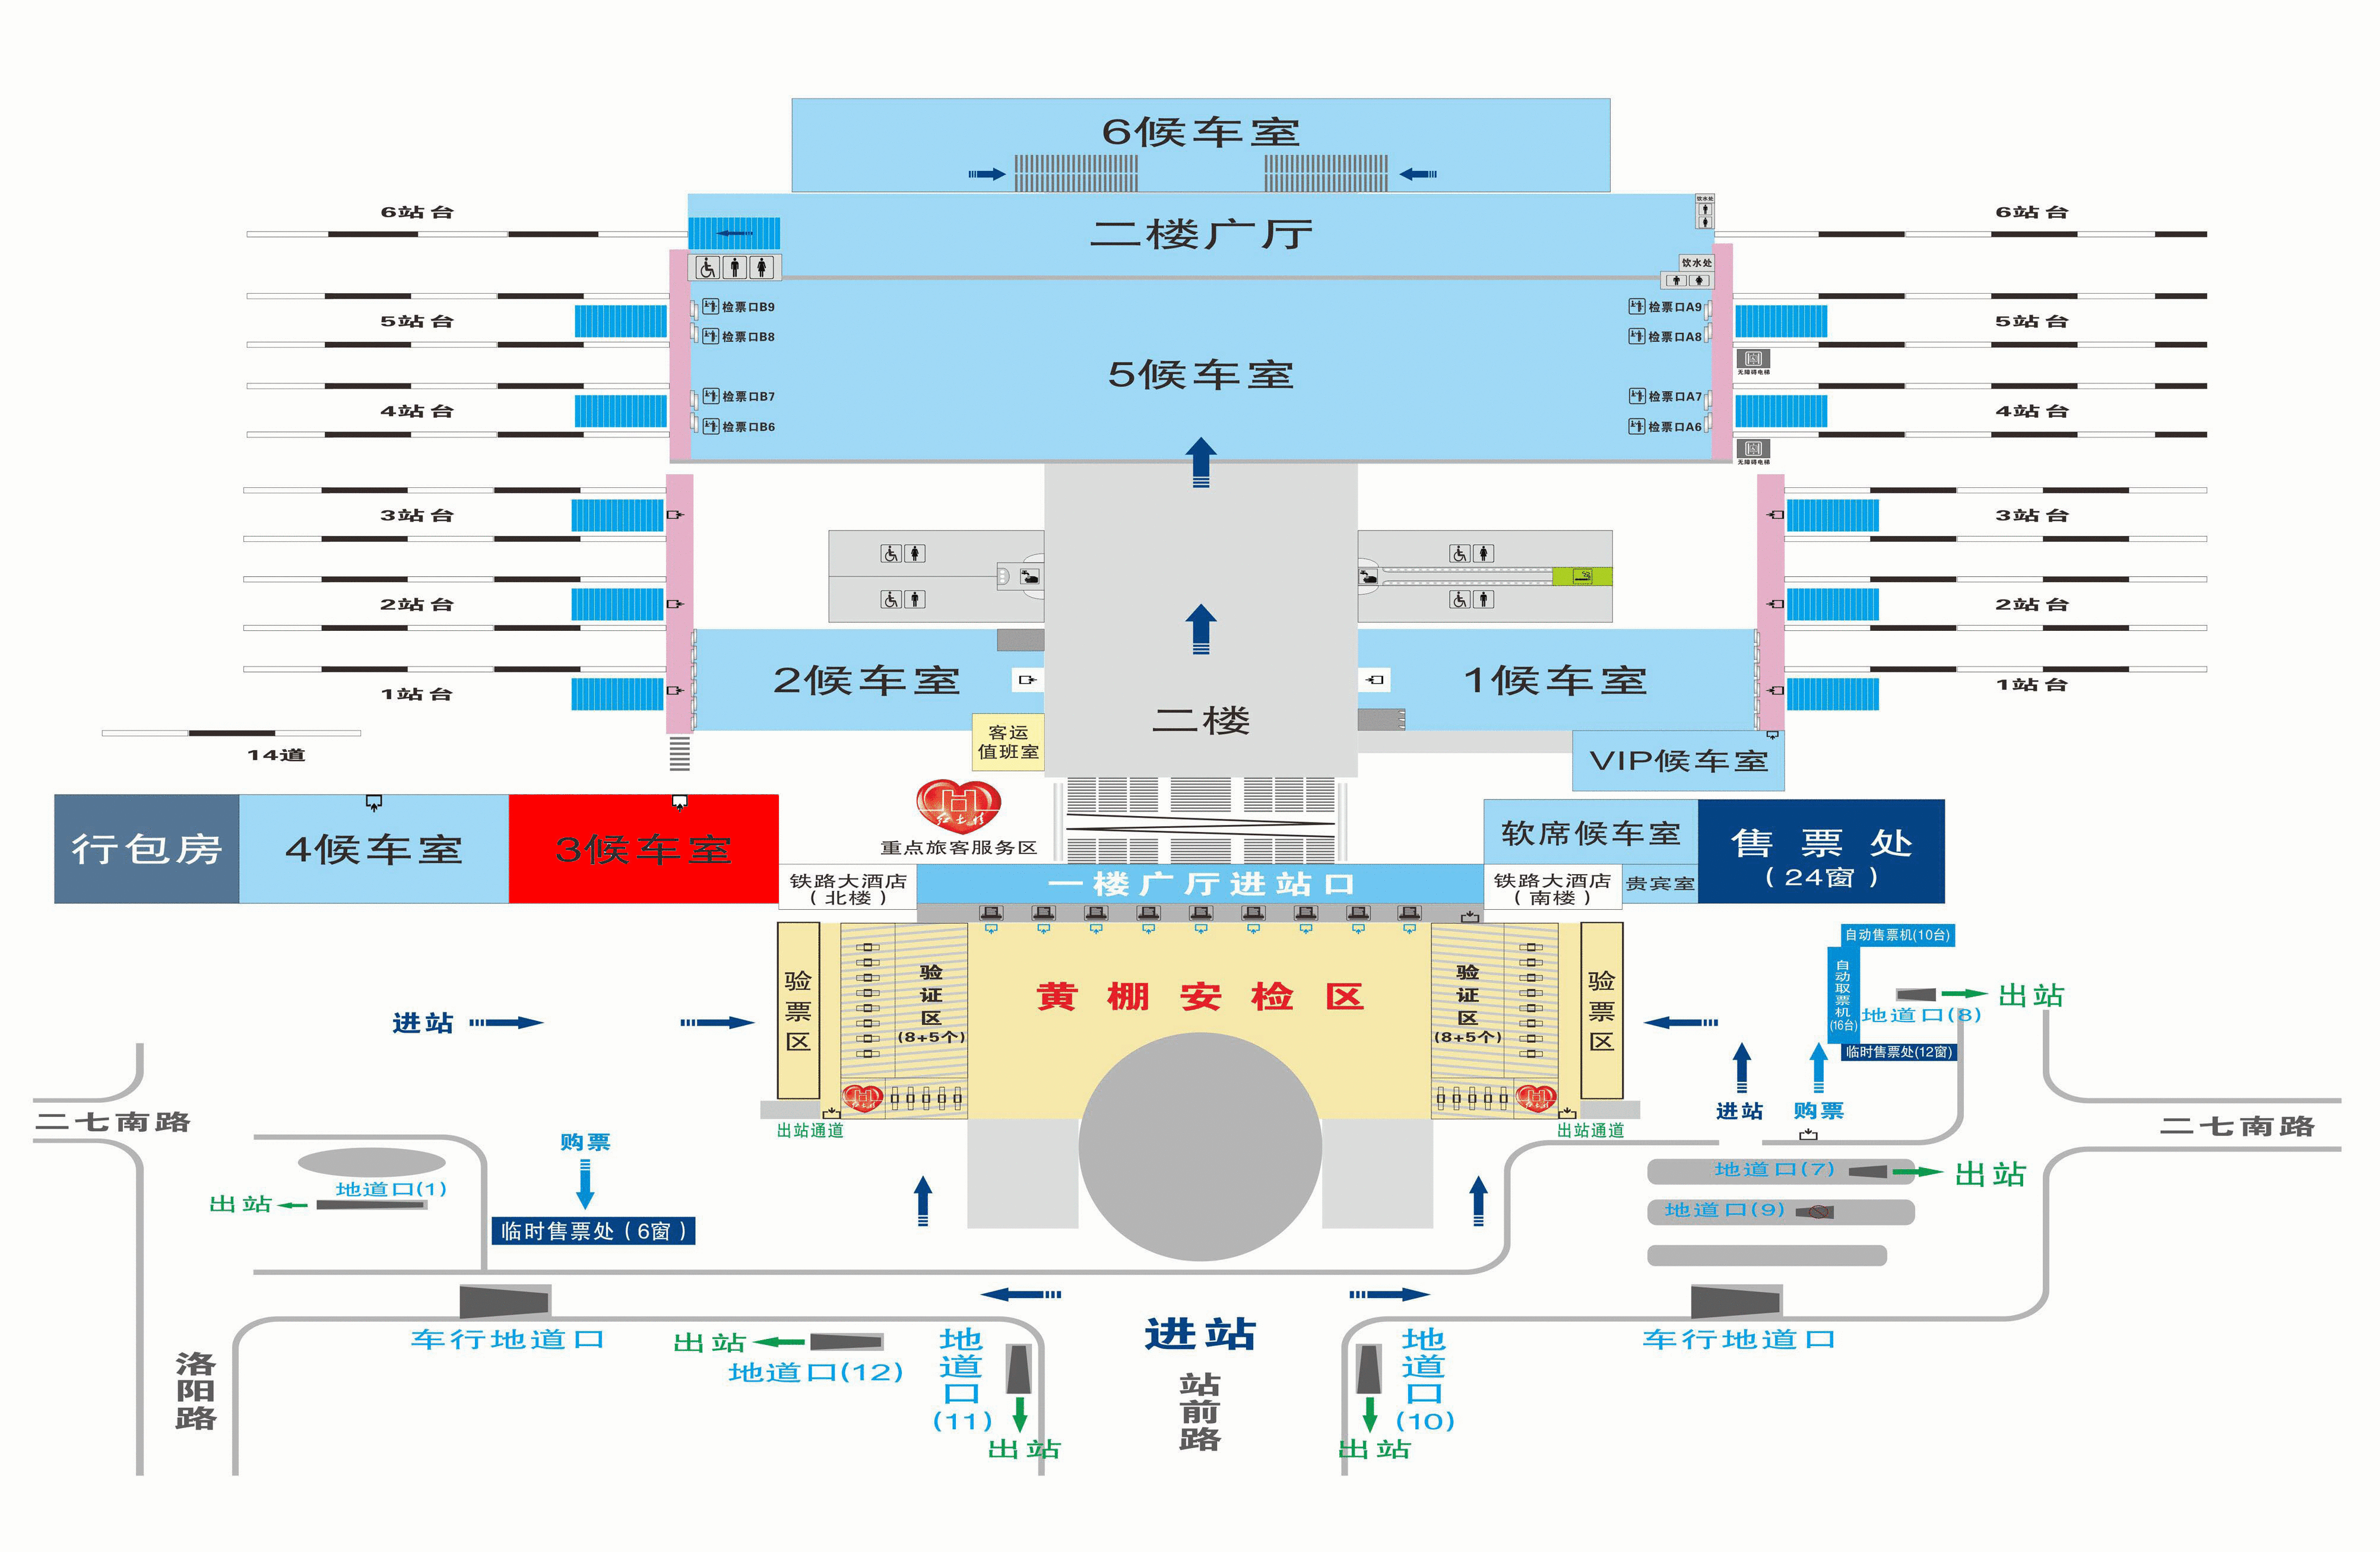 6候车室
二楼广厅
饮水处
6站台
6站台
饮水处
检票口B9
检票口A9
5站台
检票口B8
检票口A8
5站台
无障碍电梯
5候车室
检票口B7
检票口A7
4站台
4站台
检票口B6
检票口A6
无障碍电梯
3站台
3站台
2站台
2站台
2候车室
1候车室
1站台
1站台
二楼
客运
值班室
14道
VIP候车室
行包房
4候车室
3候车室
重点旅客服务区
软席候车室
售票处
(24窗)
铁路大酒店
(北楼)
一楼广厅进站口
铁路大酒店
(南楼)
贵宾室
验票区
验证区
(8+5个)
黄棚安检区
验证区
(8+5个)
验票区
自动售票机(10台)
自动取票机
(16台)
出站
地道口(8)
临时售票处(12窗)
进站
进站
购票
出站通道
出站通道
二七南路
二七南路
购票
地道口(1)
出站
临时售票处(6窗)
地道口(7)
出站
地道口(9)
车行地道口
出站
地道口(12)
地道口
(11)
出站
进站
站前路
地道口
(10)
出站
车行地道口
洛阳路